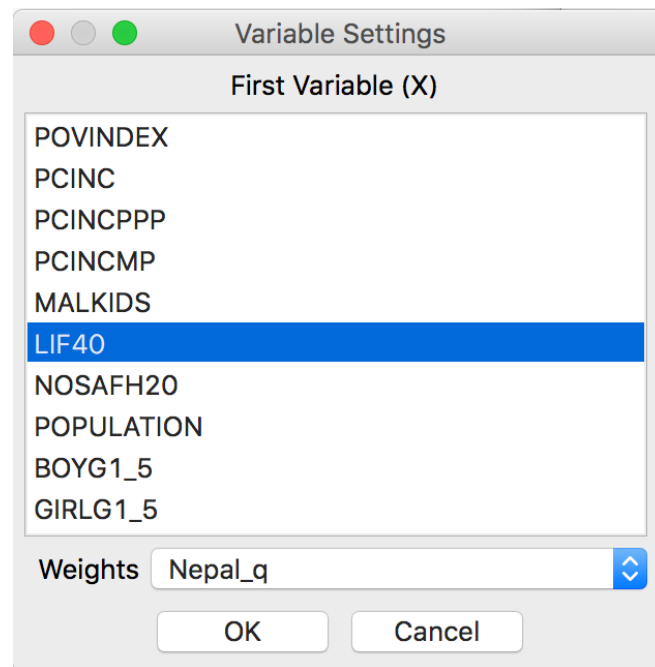 Variable Settings
First Variable (X)
POVINDEX
PCINC
PCINCPPP
PCINCMP
MALKIDS
LIF40
NOSAFH20
POPULATION
BOYG1_5
GIRLG1_5
Weights Nepal_q
OK Cancel